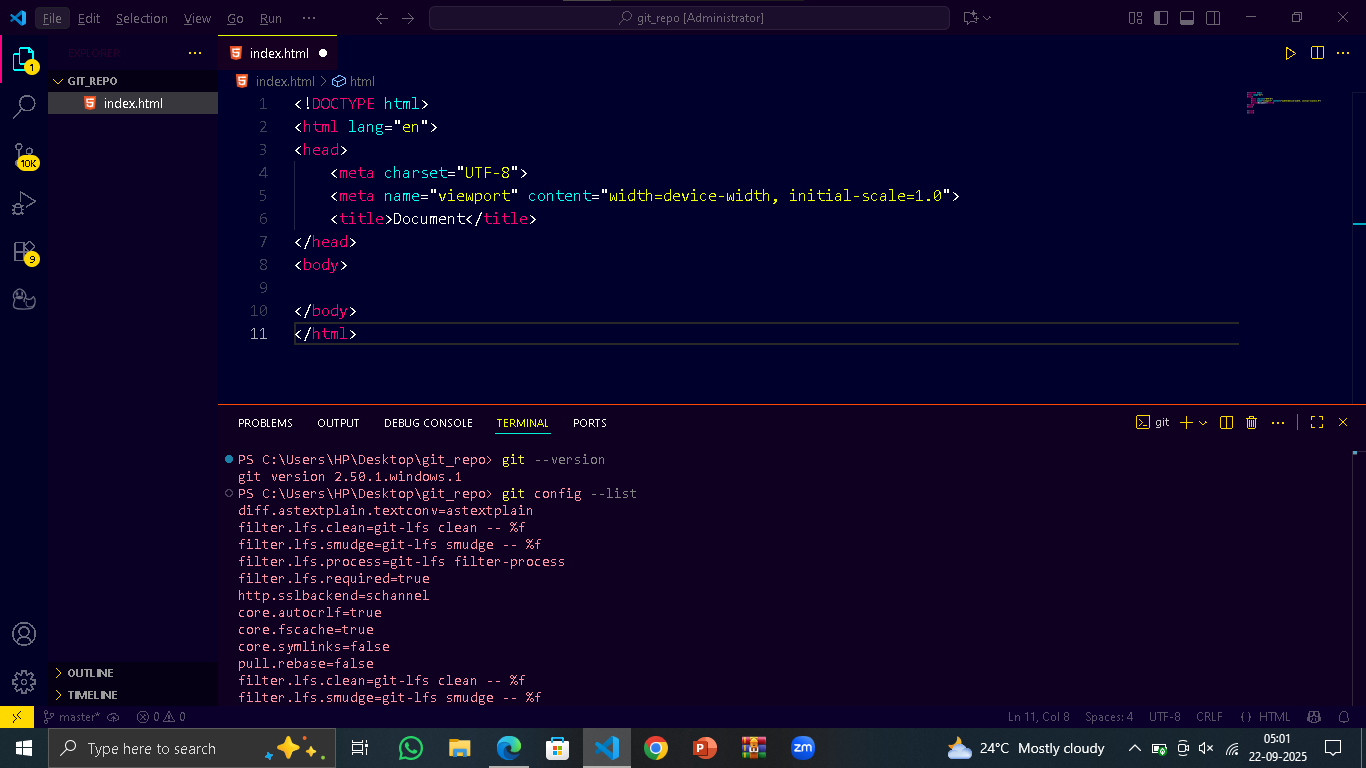 File Edit Selection View Go Run ··· git_repo [Administrator]
EXPLORER ···
GIT_REPO
index.html
1
10K
9
OUTLINE
TIMELINE
index.html
index.html > html
1 <!DOCTYPE html>
2 <html lang="en">
3 <head>
4 <meta charset="UTF-8">
5 <meta name="viewport" content="width=device-width, initial-scale=1.0">
6 <title>Document</title>
7 </head>
8 <body>
9
10 </body>
11 </html>
PROBLEMS OUTPUT DEBUG CONSOLE TERMINAL PORTS git
PS C:\Users\HP\Desktop\git_repo> git --version
git version 2.50.1.windows.1
PS C:\Users\HP\Desktop\git_repo> git config --list
diff.astextplain.textconv=astextplain
filter.lfs.clean=git-lfs clean -- %f
filter.lfs.smudge=git-lfs smudge -- %f
filter.lfs.process=git-lfs filter-process
filter.lfs.required=true
http.sslbackend=schannel
core.autocrlf=true
core.fscache=true
core.symlinks=false
pull.rebase=false
filter.lfs.clean=git-lfs clean -- %f
filter.lfs.smudge=git-lfs smudge -- %f
master* 0 0 Ln 11, Col 8 Spaces: 4 UTF-8 CRLF {} HTML
Type here to search zm 24°C Mostly cloudy 05:01
22-09-2025